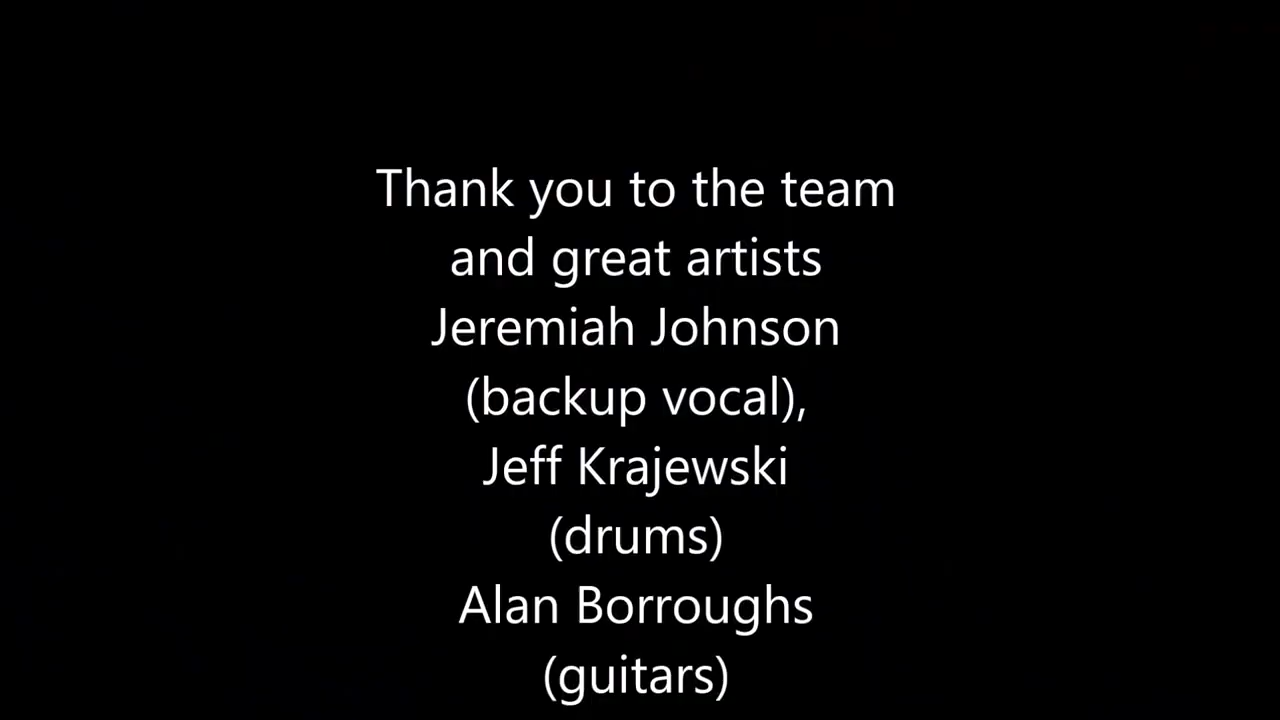 Thank you to the team
and great artists
Jeremiah Johnson
(backup vocal),
Jeff Krajewski
(drums)
Alan Borroughs
(guitars)